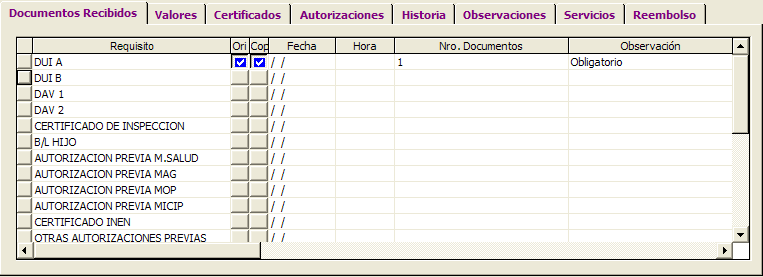 Documentos Recibidos Valores Certificados Autorizaciones Historia Observaciones Servicios Reembolso
Requisito Ori Cop Fecha Hora Nro. Documentos Observación
DUI A / / 1 Obligatorio
DUI B / /
DAV 1 / /
DAV 2 / /
CERTIFICADO DE INSPECCION / /
B/L HIJO / /
AUTORIZACION PREVIA M.SALUD / /
AUTORIZACION PREVIA MAG / /
AUTORIZACION PREVIA MOP / /
AUTORIZACION PREVIA MICIP / /
CERTIFICADO INEN / /
OTRAS AUTORIZACIONES PREVIAS / /